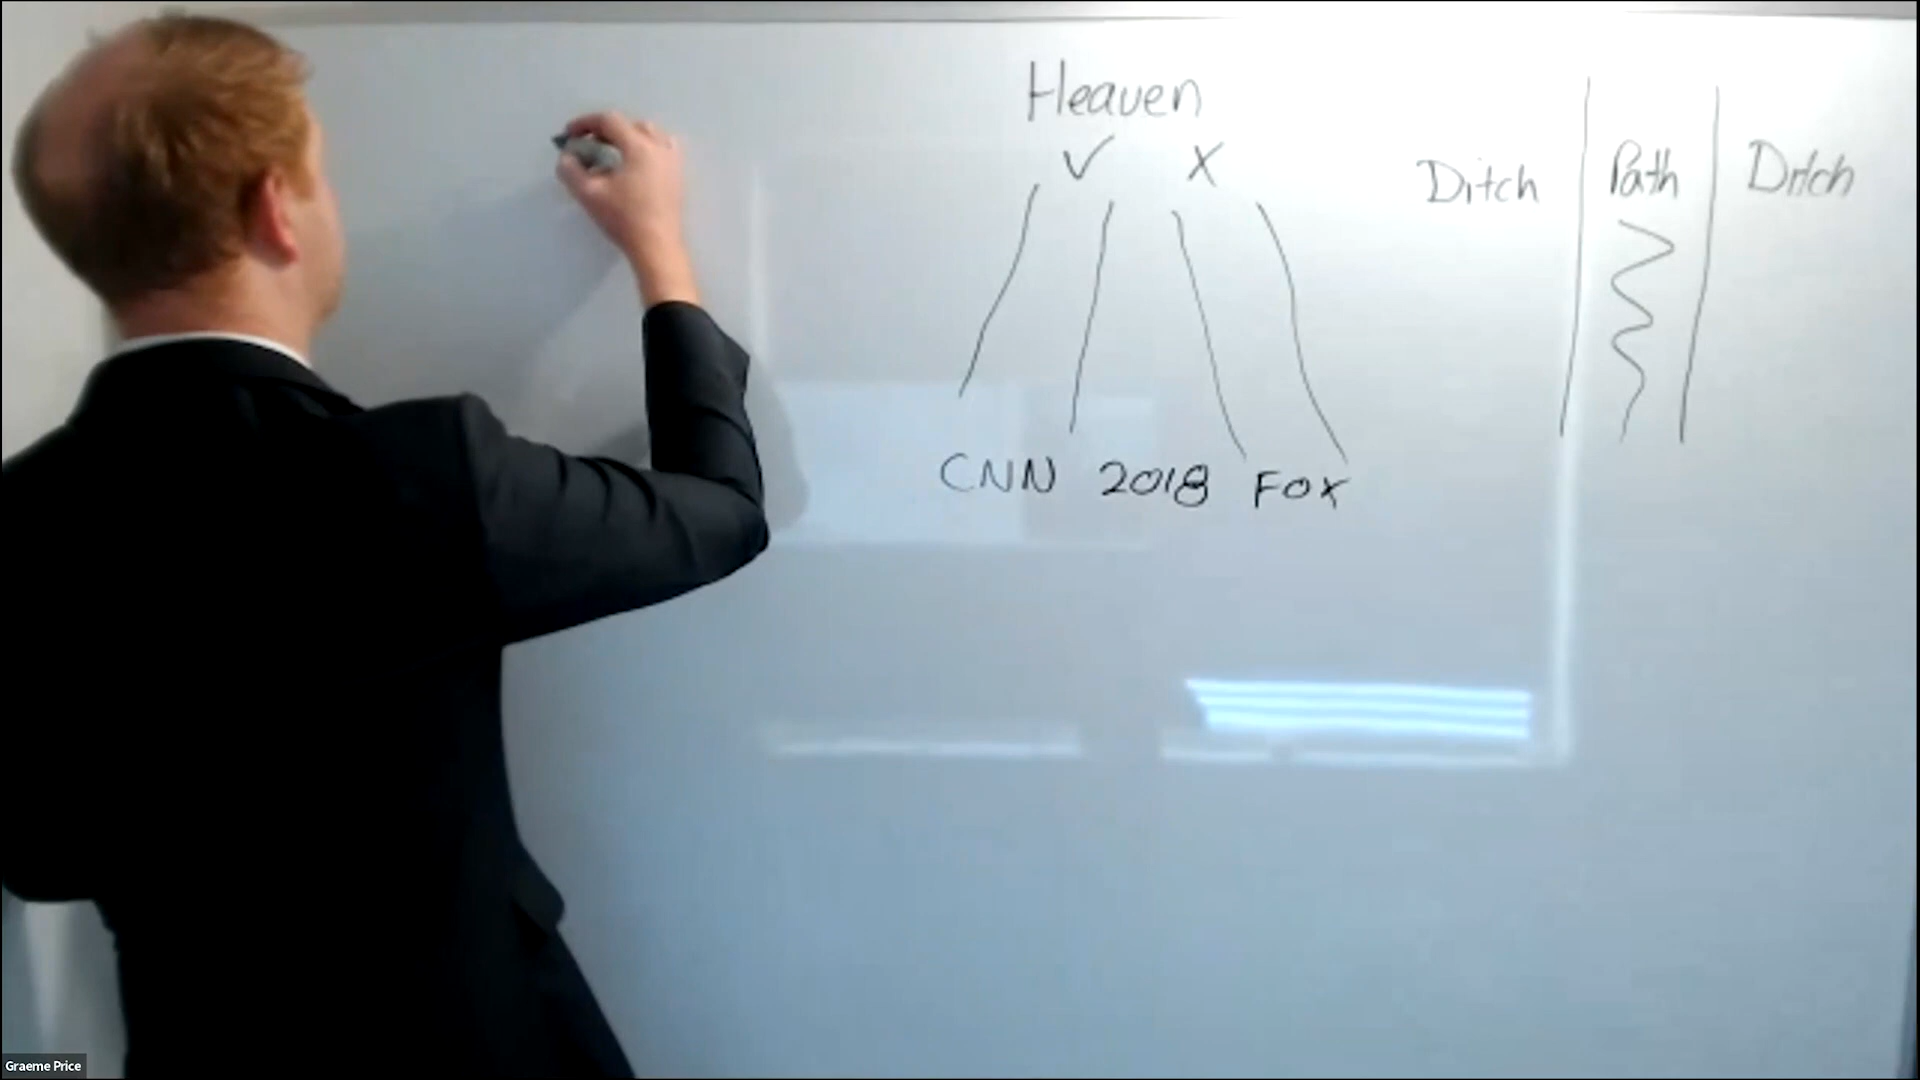 Heaven
✓ X
CNN 2018 FOX
Ditch Path Ditch
Graeme Price